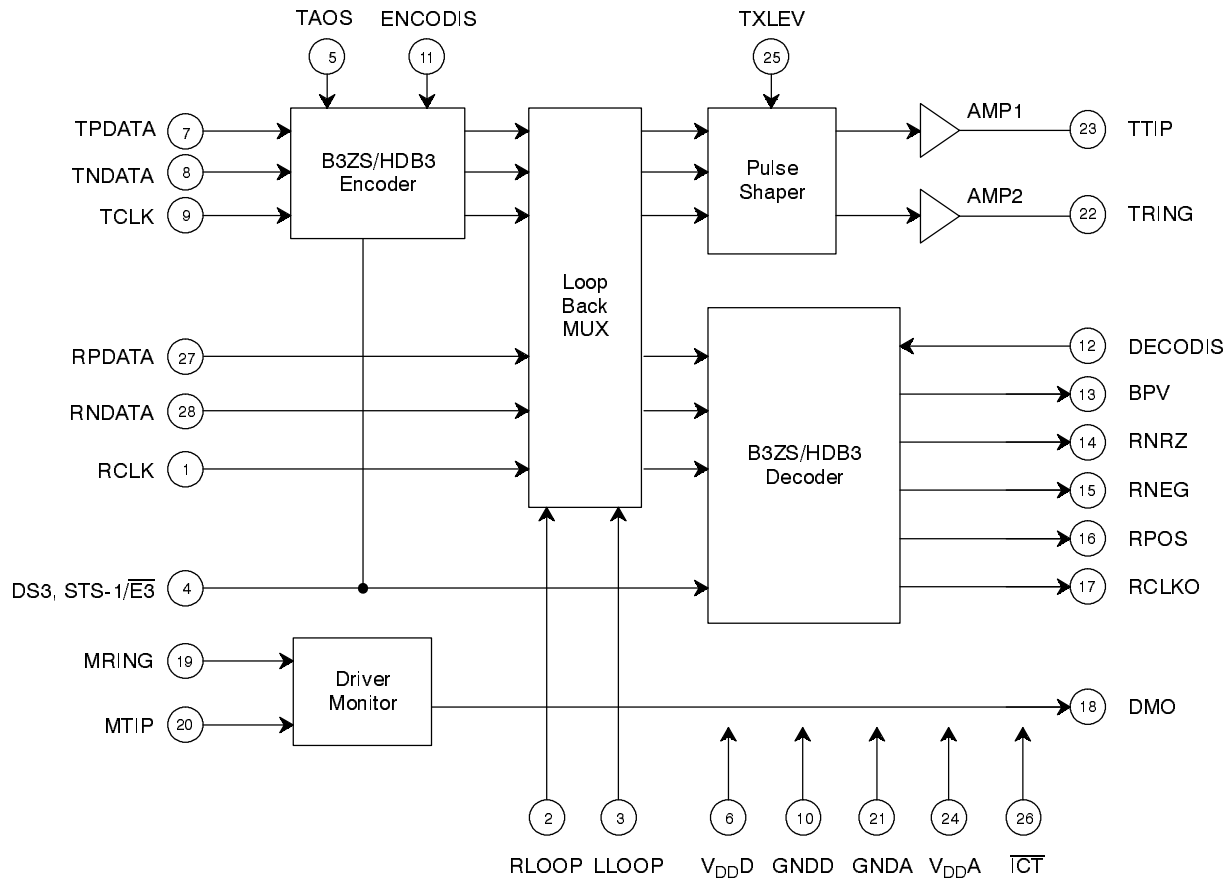 TAOS ENCODIS TXLEV
5 11 25
TPDATA 7
TNDATA 8
TCLK 9
B3ZS/HDB3
Encoder
Loop
Back
MUX
Pulse
Shaper
AMP1 23 TTIP
AMP2 22 TRING
RPDATA 27
RNDATA 28
RCLK 1
B3ZS/HDB3
Decoder
12 DECODIS
13 BPV
14 RNRZ
15 RNEG
16 RPOS
17 RCLKO
DS3, STS-1/E̅3̅ 4
MRING 19
MTIP 20
Driver
Monitor
18 DMO
2 3 6 10 21 24 26
RLOOP LLOOP VDDD GNDD GNDA VDDA I̅C̅T̅